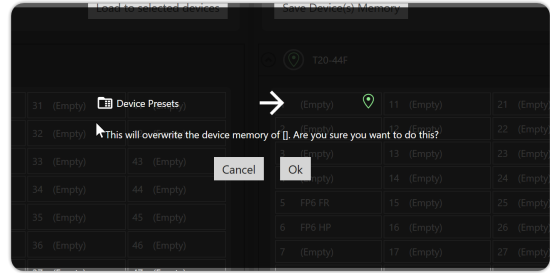 Load to selected devices
Save Device(s) Memory
T20-44F
31 (Empty)
Device Presets
(Empty)
11 (Empty)
21 (Empty)
32 (Empty)
This will overwrite the device memory of []. Are you sure you want to do this?
12 (Empty)
22 (Empty)
33 (Empty)
43 (Empty)
3 (Empty)
13 (Empty)
23 (Empty)
34 (Empty)
44 (Empty)
Cancel
Ok
14 (Empty)
24 (Empty)
35 (Empty)
45 (Empty)
5 FP6 FR
15 (Empty)
25 (Empty)
36 (Empty)
46 (Empty)
6 FP6 HP
16 (Empty)
26 (Empty)
7 (Empty)
17 (Empty)
27 (Empty)